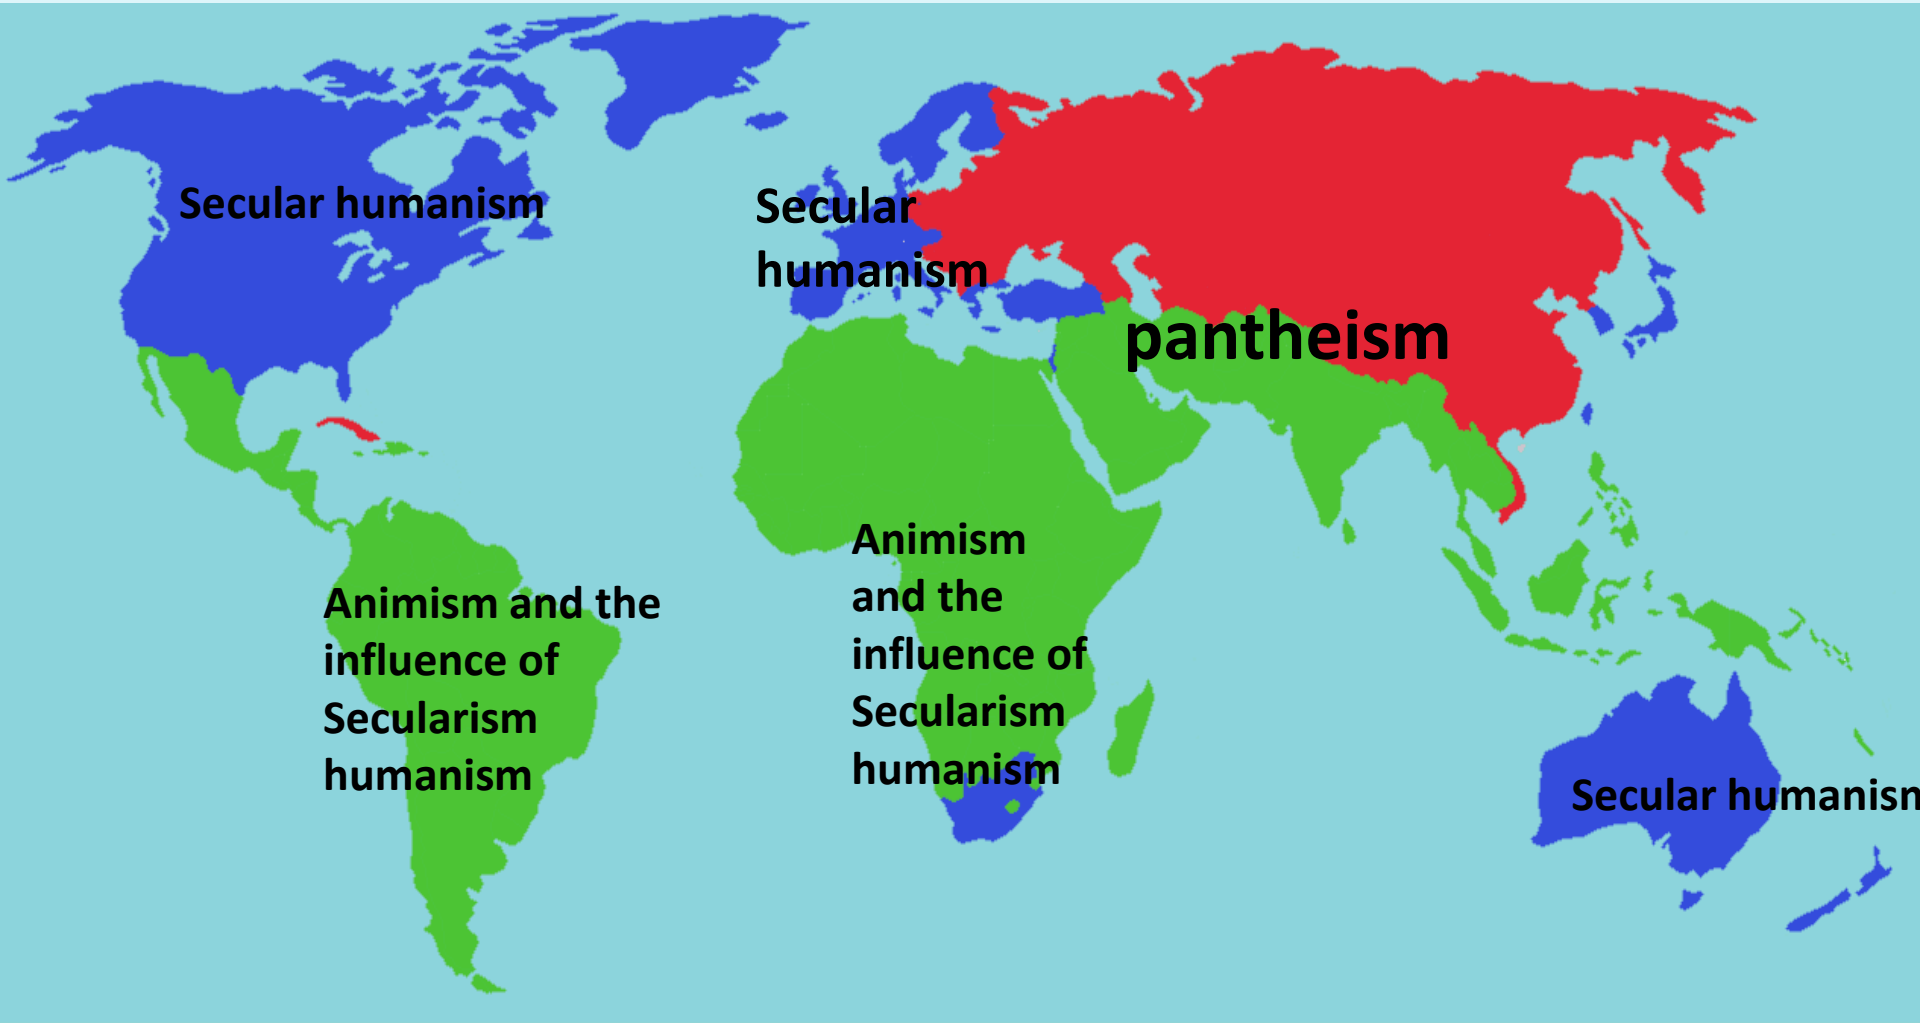 Secular humanism
Secular
humanism
pantheism
Animism
and the
influence of
Secularism
humanism
Animism and the
influence of
Secularism
humanism
Secular humanism